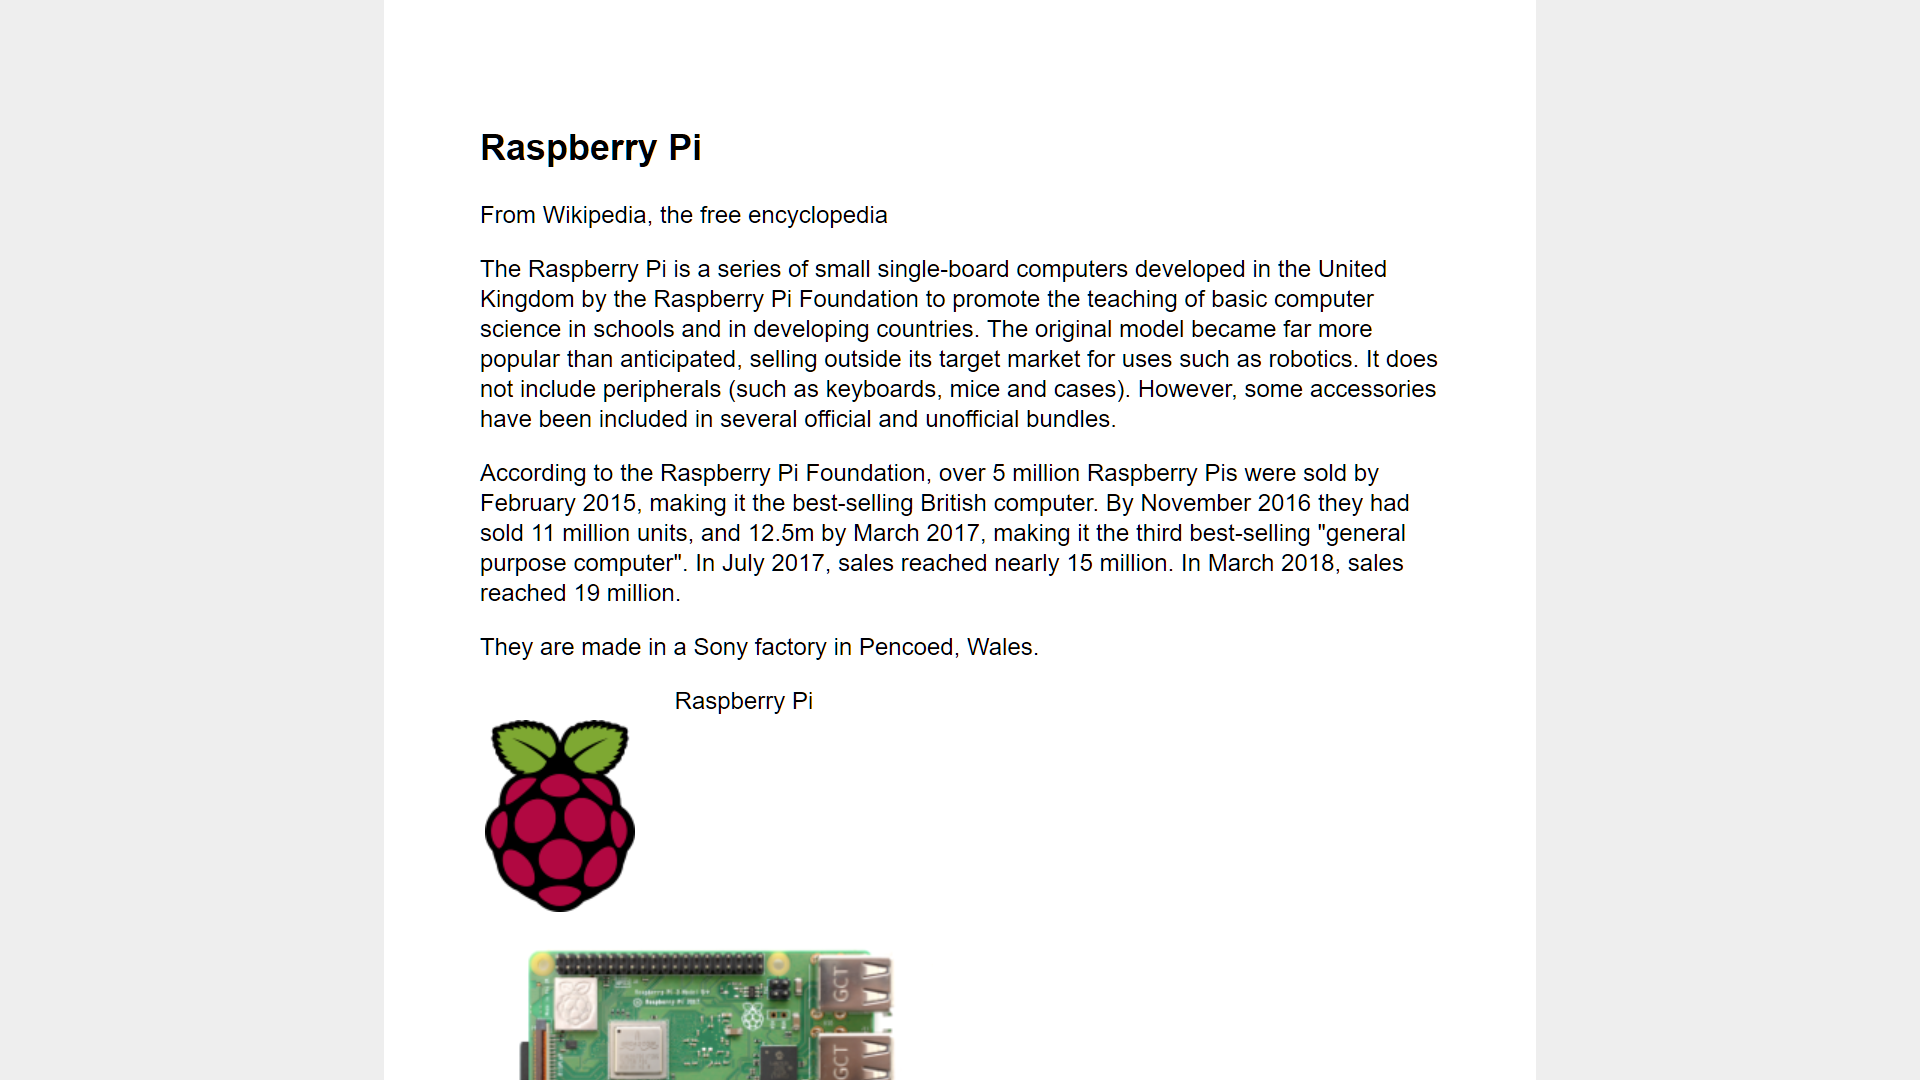 Raspberry Pi
From Wikipedia, the free encyclopedia
The Raspberry Pi is a series of small single-board computers developed in the United
Kingdom by the Raspberry Pi Foundation to promote the teaching of basic computer
science in schools and in developing countries. The original model became far more
popular than anticipated, selling outside its target market for uses such as robotics. It does
not include peripherals (such as keyboards, mice and cases). However, some accessories
have been included in several official and unofficial bundles.
According to the Raspberry Pi Foundation, over 5 million Raspberry Pis were sold by
February 2015, making it the best-selling British computer. By November 2016 they had
sold 11 million units, and 12.5m by March 2017, making it the third best-selling "general
purpose computer". In July 2017, sales reached nearly 15 million. In March 2018, sales
reached 19 million.
They are made in a Sony factory in Pencoed, Wales.
Raspberry Pi
GCT
Raspberry Pi 3 Model B+
© Raspberry Pi 2017
GCT